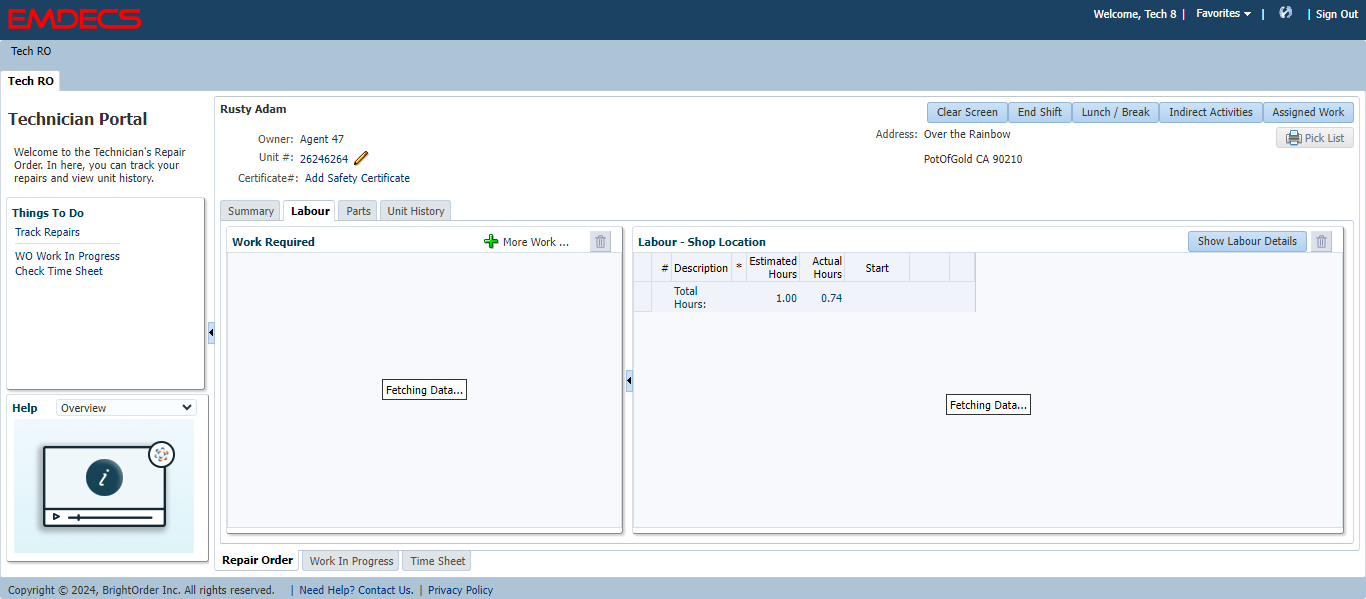 EMDECS
Welcome, Tech 8 | Favorites | | Sign Out
Tech RO
Tech RO
Technician Portal
Welcome to the Technician's Repair
Order. In here, you can track your
repairs and view unit history.
Things To Do
Track Repairs
WO Work In Progress
Check Time Sheet
Help Overview
i
Rusty Adam
Clear Screen End Shift Lunch / Break Indirect Activities Assigned Work
Owner: Agent 47
Unit #: 26246264
Certificate#: Add Safety Certificate
Address: Over the Rainbow
PotOfGold CA 90210
Pick List
Summary Labour Parts Unit History
Work Required More Work ...
Fetching Data...
Labour - Shop Location Show Labour Details
# Description * Estimated Hours Actual Hours Start
Total Hours: 1.00 0.74
Fetching Data...
Repair Order Work In Progress Time Sheet
Copyright © 2024, BrightOrder Inc. All rights reserved. | Need Help? Contact Us. | Privacy Policy